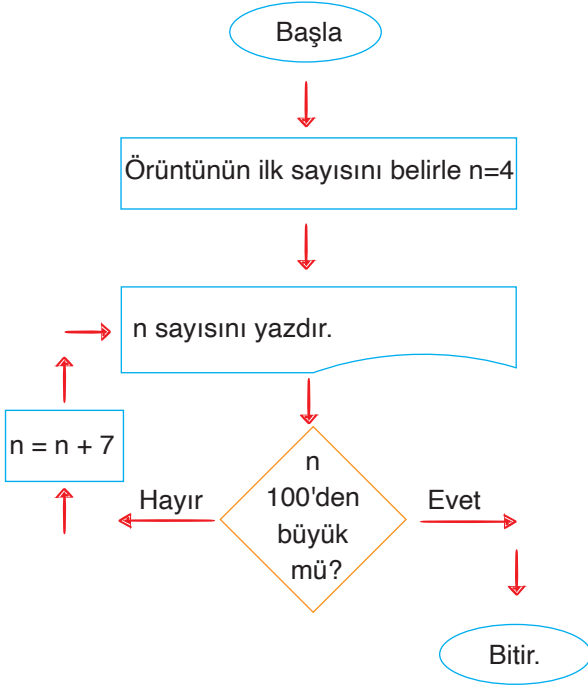 Başla
Örüntünün ilk sayısını belirle n=4
n sayısını yazdır.
n = n + 7
n
100'den
büyük
mü?
Hayır
Evet
Bitir.